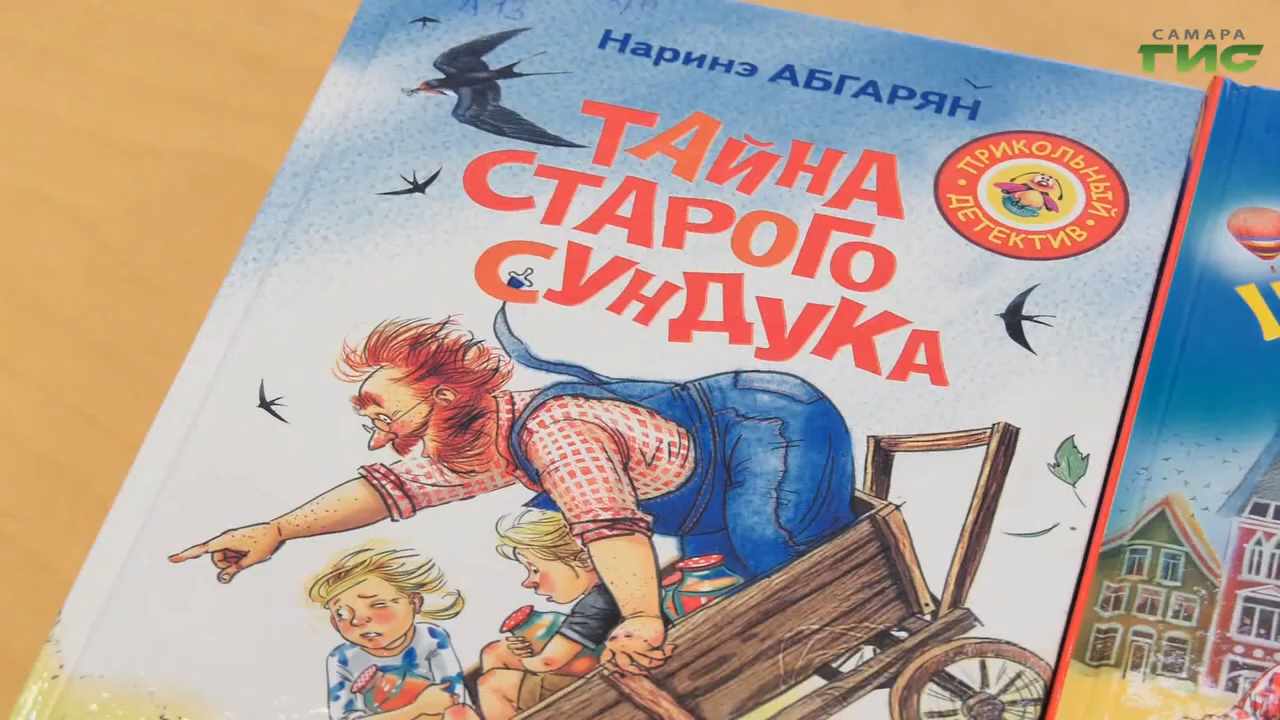 САМАРА
ГИС
Наринэ АБГАРЯН
ТАЙНА
СТАРОГО
СУНДУКА
ПРИКОЛЬНЫЙ
ДЕТЕКТИВ